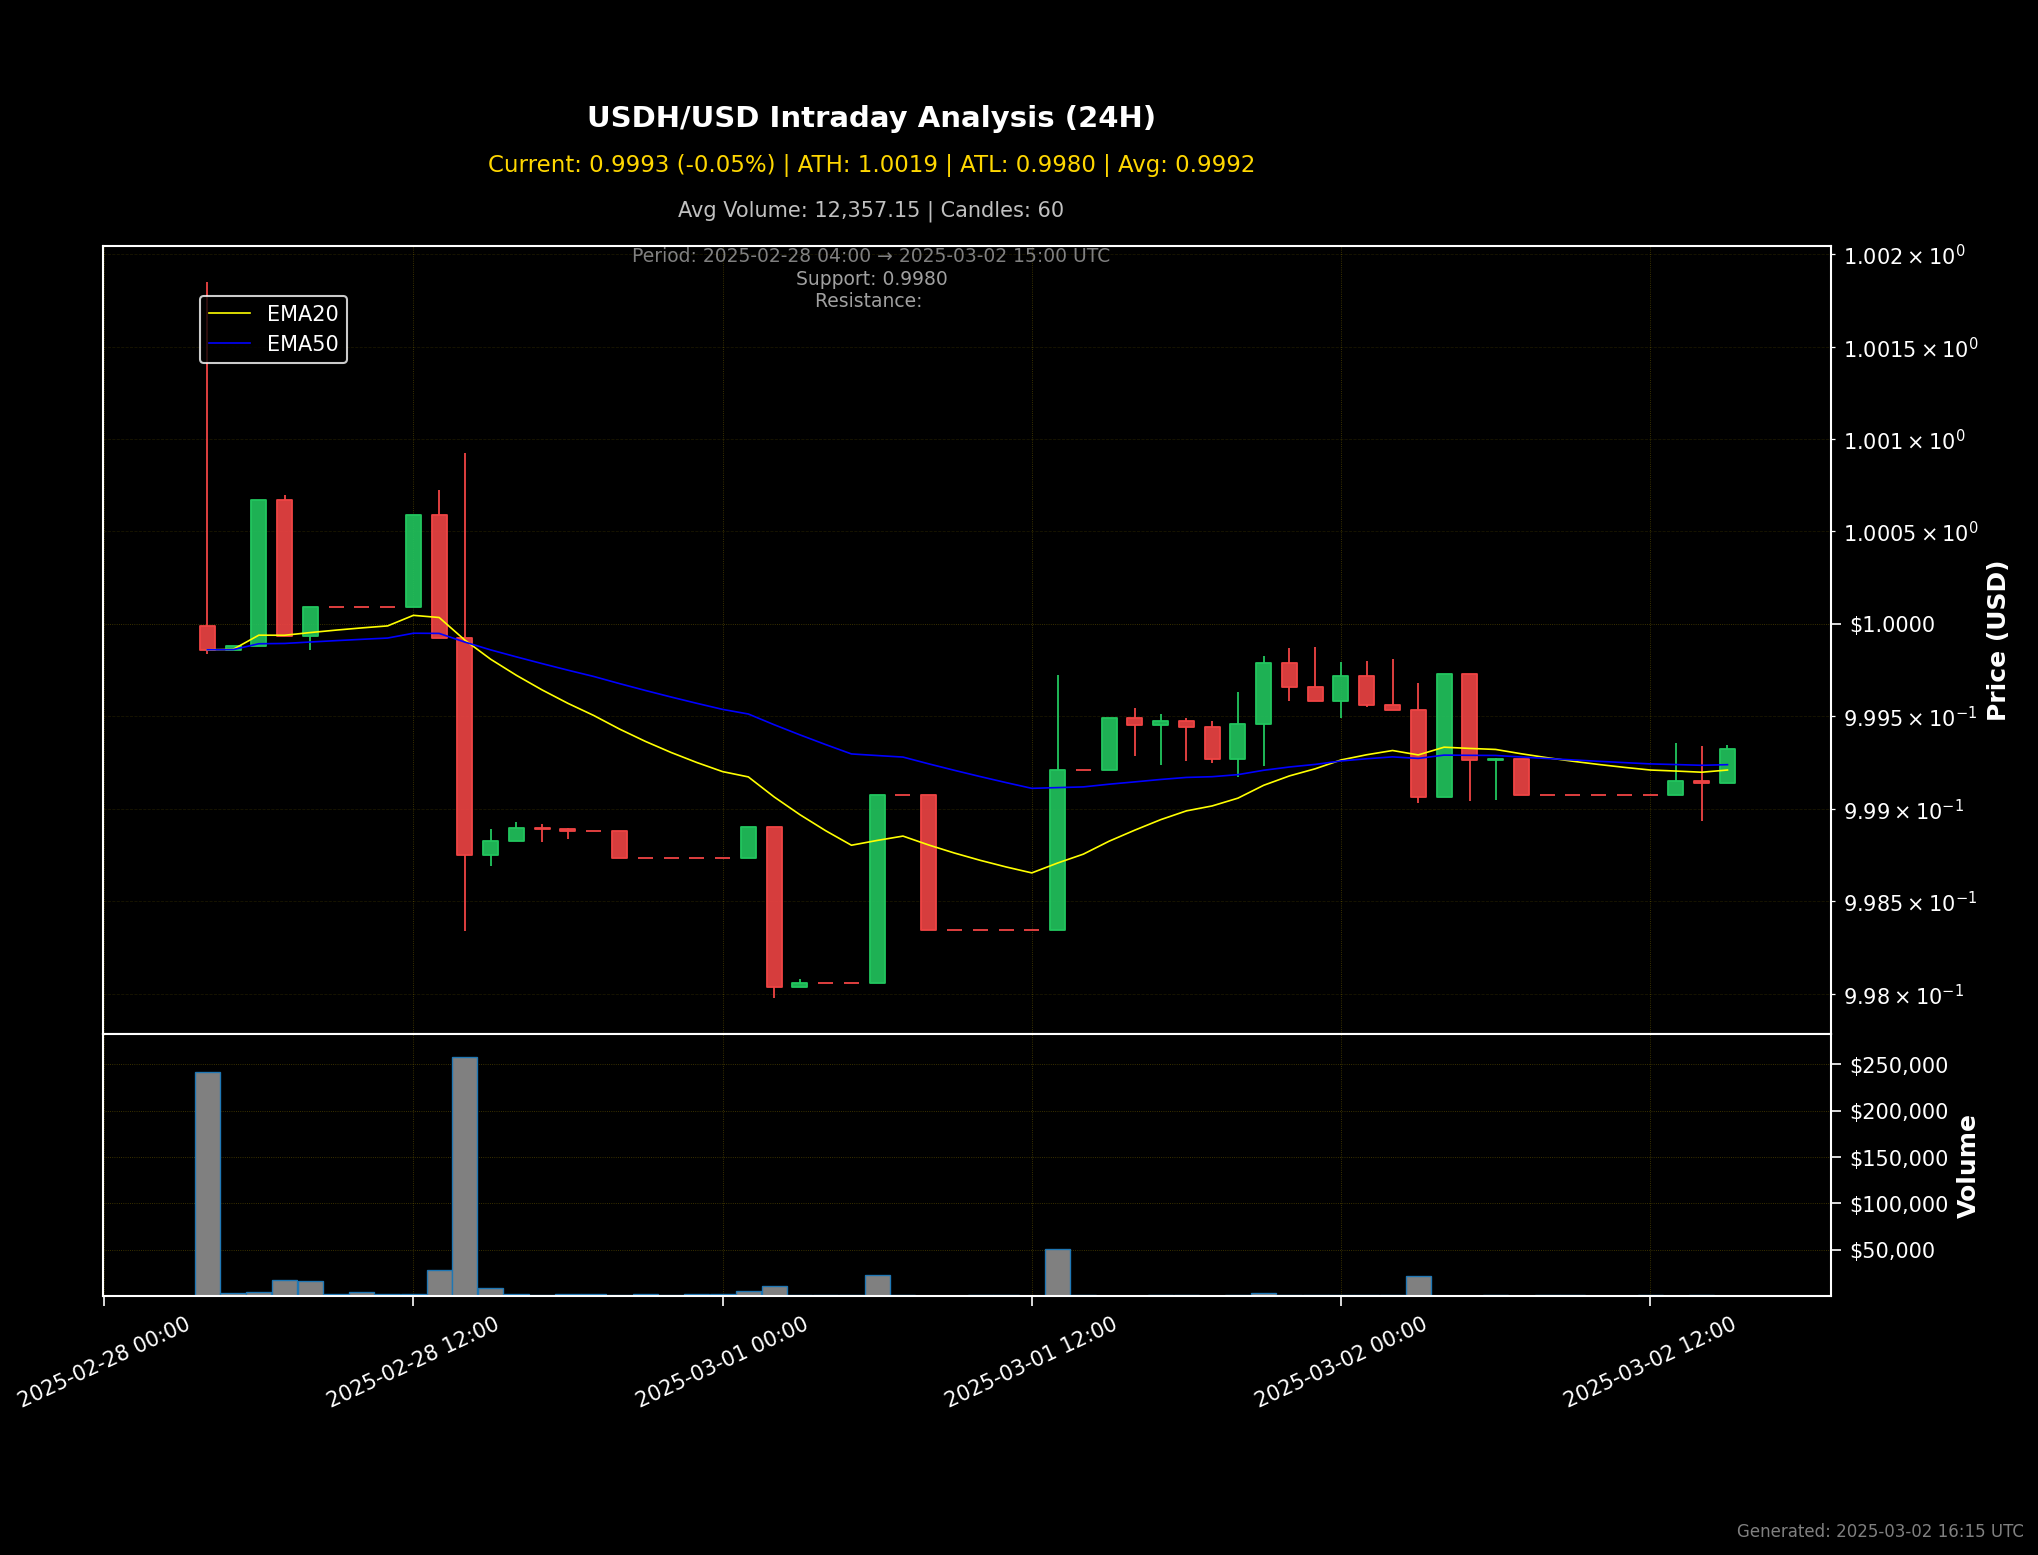 USDH/USD Intraday Analysis (24H)
Current: 0.9993 (-0.05%) | ATH: 1.0019 | ATL: 0.9980 | Avg: 0.9992
Avg Volume: 12,357.15 | Candles: 60
Period: 2025-02-28 04:00 → 2025-03-02 15:00 UTC
Support: 0.9980
Resistance:
EMA20
EMA50
1.002 × 10⁰
1.0015 × 10⁰
1.001 × 10⁰
1.0005 × 10⁰
$1.0000
9.995 × 10⁻¹
9.99 × 10⁻¹
9.985 × 10⁻¹
9.98 × 10⁻¹
Price (USD)
$250,000
$200,000
$150,000
$100,000
$50,000
Volume
2025-02-28 00:00
2025-02-28 12:00
2025-03-01 00:00
2025-03-01 12:00
2025-03-02 00:00
2025-03-02 12:00
Generated: 2025-03-02 16:15 UTC